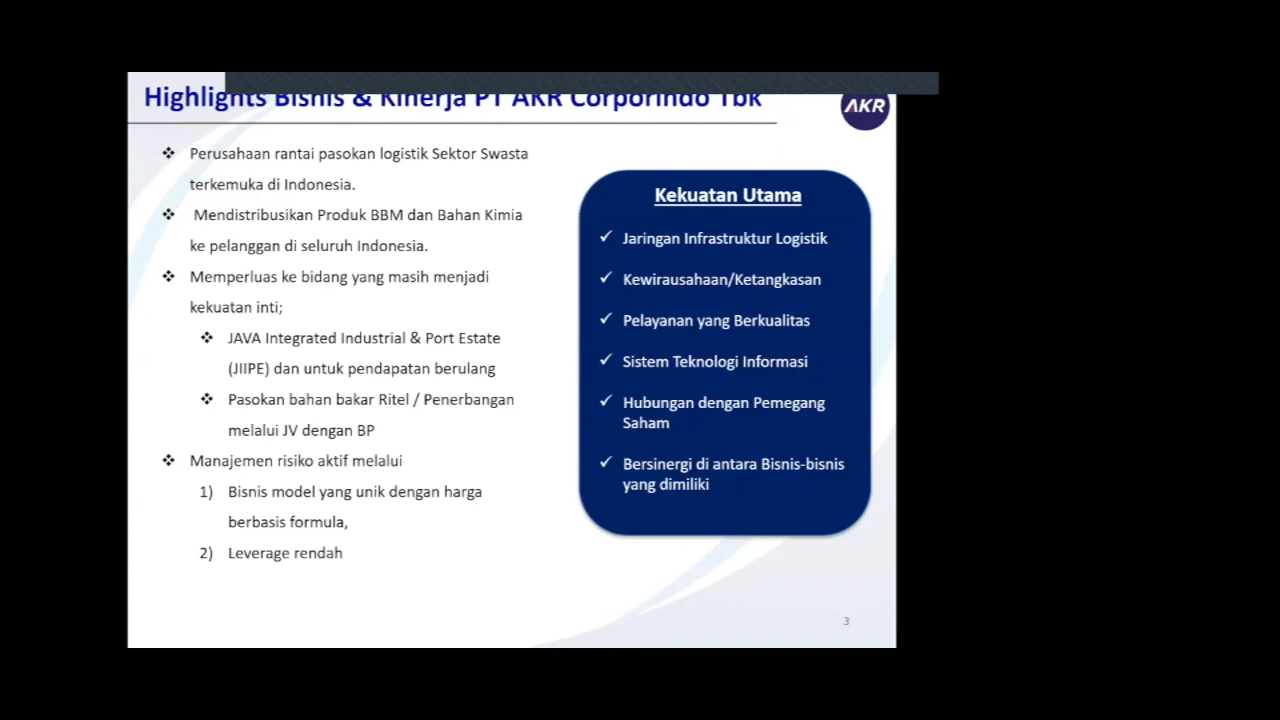 Highlights Bisnis & Kinerja PT AKR Corporindo Tbk
AKR
❖ Perusahaan rantai pasokan logistik Sektor Swasta
terkemuka di Indonesia.
❖ Mendistribusikan Produk BBM dan Bahan Kimia
ke pelanggan di seluruh Indonesia.
❖ Memperluas ke bidang yang masih menjadi
kekuatan inti;
❖ JAVA Integrated Industrial & Port Estate
(JIIPE) dan untuk pendapatan berulang
❖ Pasokan bahan bakar Ritel / Penerbangan
melalui JV dengan BP
❖ Manajemen risiko aktif melalui
1) Bisnis model yang unik dengan harga
berbasis formula,
2) Leverage rendah
Kekuatan Utama
✓ Jaringan Infrastruktur Logistik
✓ Kewirausahaan/Ketangkasan
✓ Pelayanan yang Berkualitas
✓ Sistem Teknologi Informasi
✓ Hubungan dengan Pemegang
Saham
✓ Bersinergi di antara Bisnis-bisnis
yang dimiliki
3